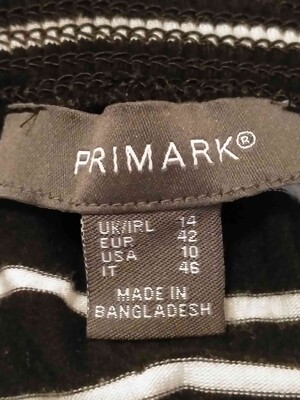 PRIMARK®
UK/IRL 14
EUR 42
USA 10
IT 46
MADE IN
BANGLADESH